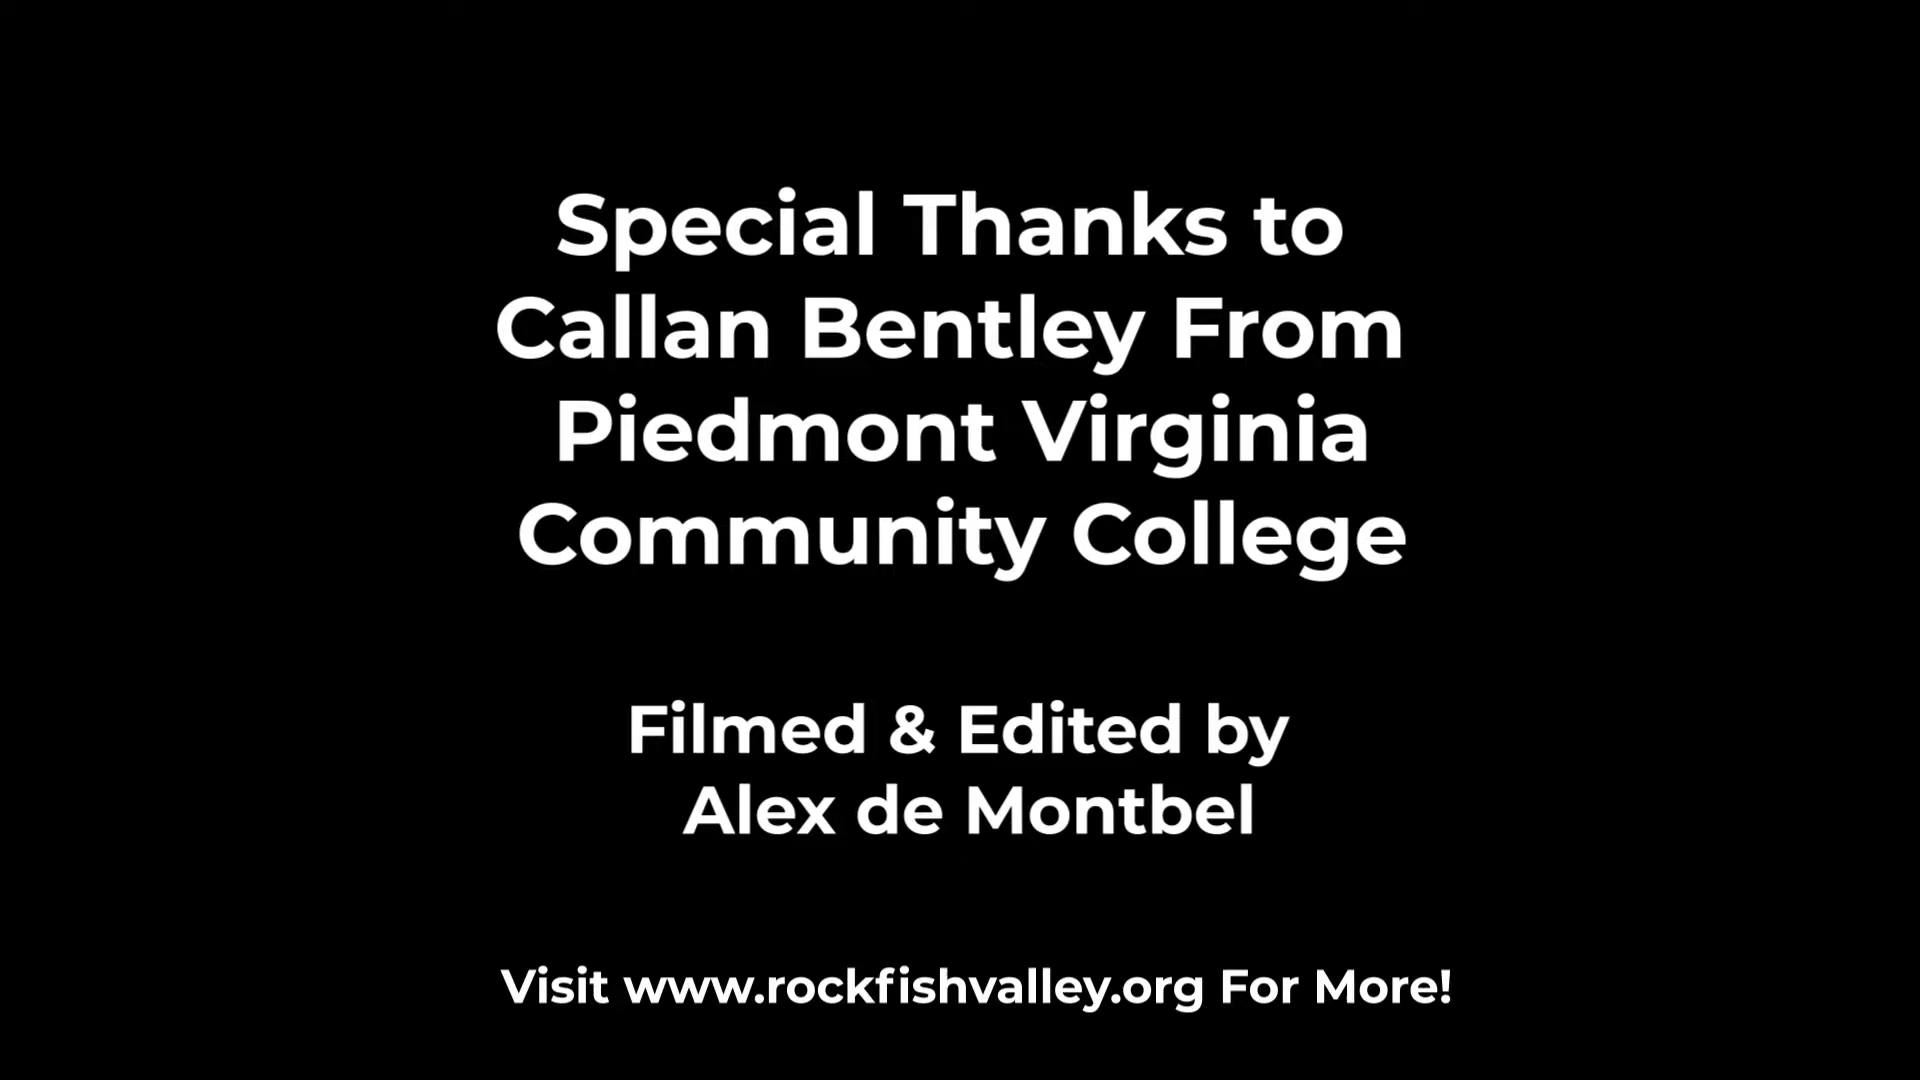 Special Thanks to
Callan Bentley From
Piedmont Virginia
Community College
Filmed & Edited by
Alex de Montbel
Visit www.rockfishvalley.org For More!